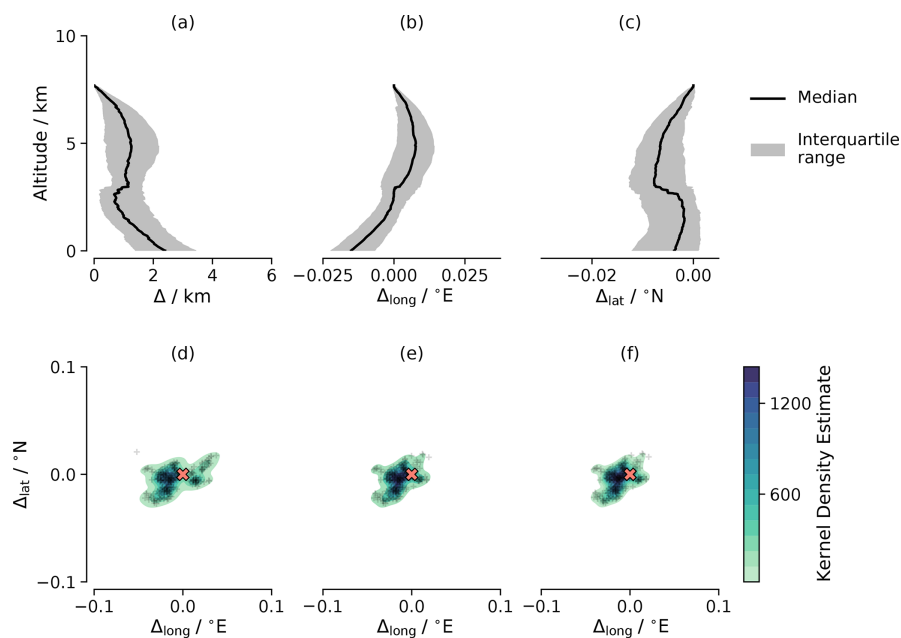 (a)
(b)
(c)
10
5
0
Altitude / km
0
2
4
6
Δ / km
−0.025
0.000
0.025
Δlong / °E
−0.02
0.00
Δlat / °N
Median
Interquartile
range
(d)
(e)
(f)
0.1
0.0
−0.1
Δlat / °N
−0.1
0.0
0.1
Δlong / °E
−0.1
0.0
0.1
Δlong / °E
−0.1
0.0
0.1
Δlong / °E
1200
600
Kernel Density Estimate